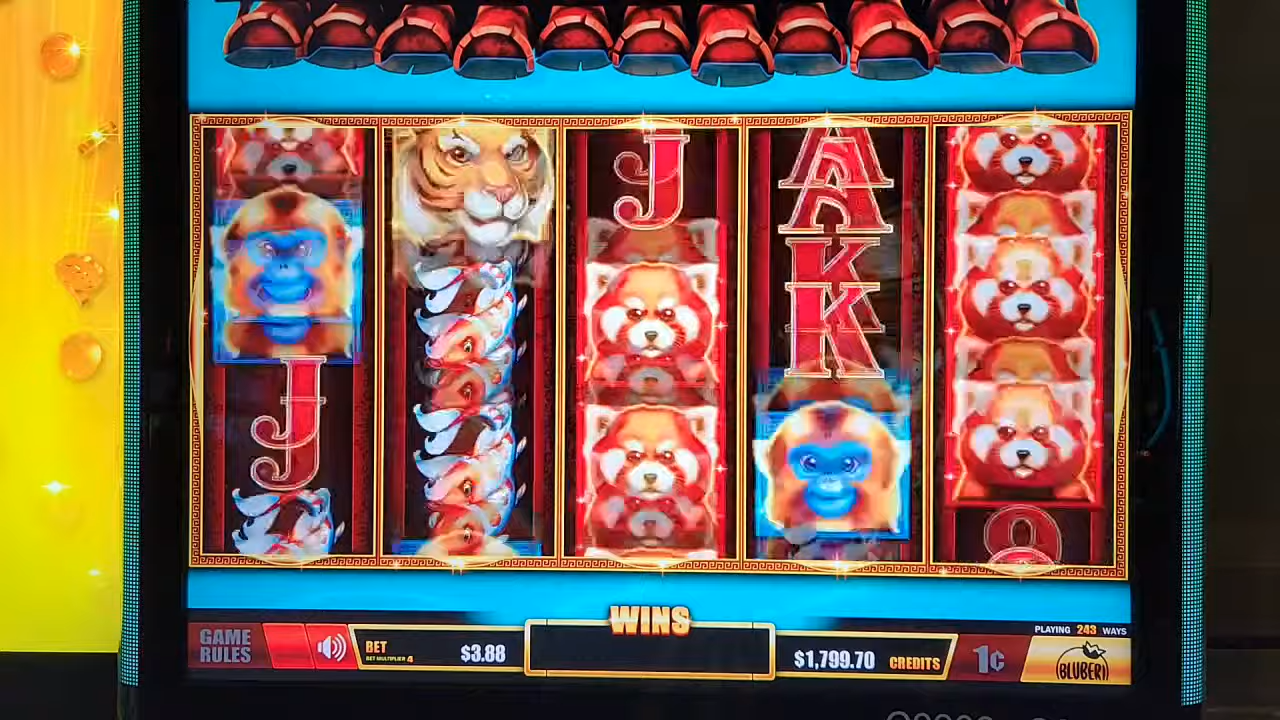 J
A
K
K
J
Q
WINS
PLAYING 243 WAYS
GAME
RULES
BET
BET MULTIPLIER 4
$3.88
$1,799.70 CREDITS
1¢
BLUBERI